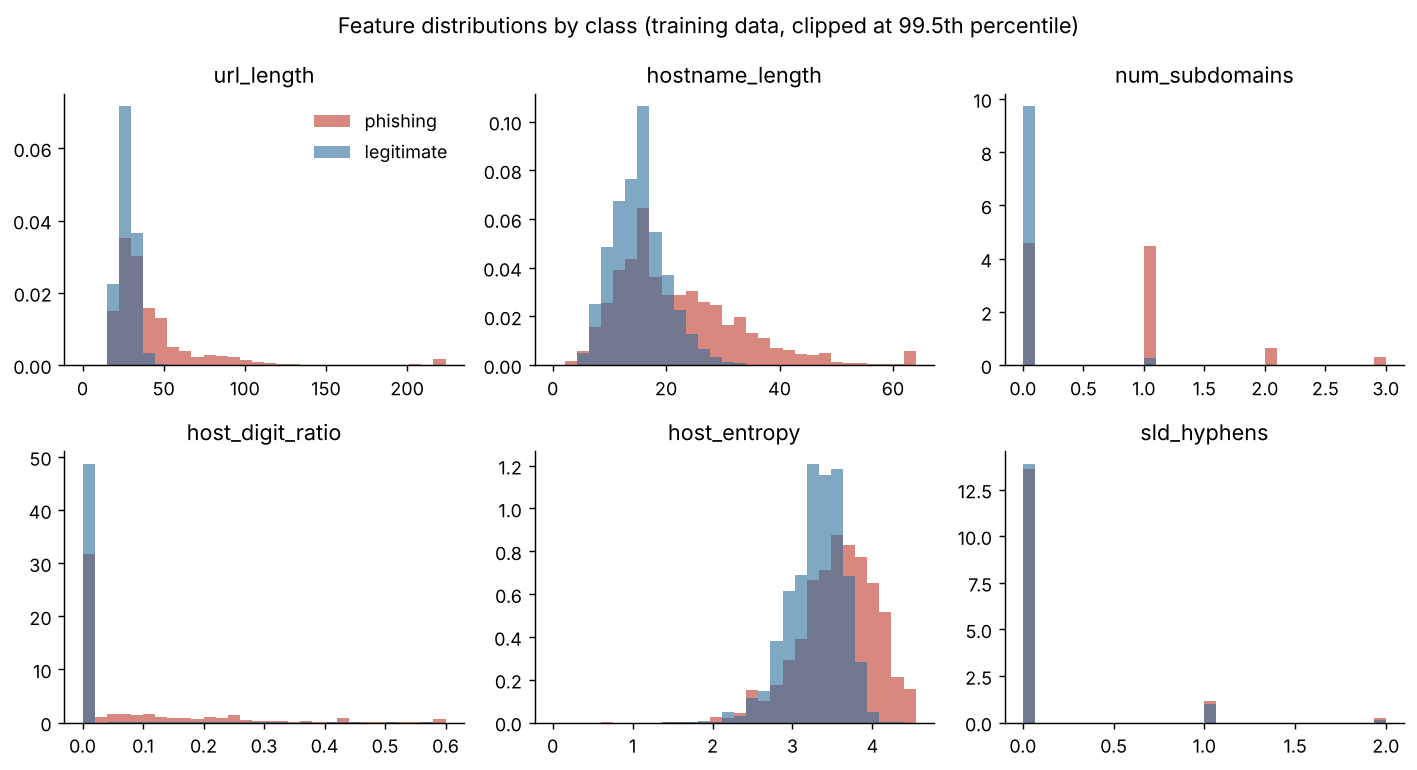 Feature distributions by class (training data, clipped at 99.5th percentile)
url_length
phishing
legitimate
0.06
0.04
0.02
0.00
0 50 100 150 200
hostname_length
0.10
0.08
0.06
0.04
0.02
0.00
0 20 40 60
num_subdomains
10
8
6
4
2
0
0.0 0.5 1.0 1.5 2.0 2.5 3.0
host_digit_ratio
50
40
30
20
10
0
0.0 0.1 0.2 0.3 0.4 0.5 0.6
host_entropy
1.2
1.0
0.8
0.6
0.4
0.2
0.0
0 1 2 3 4
sld_hyphens
12.5
10.0
7.5
5.0
2.5
0.0
0.0 0.5 1.0 1.5 2.0